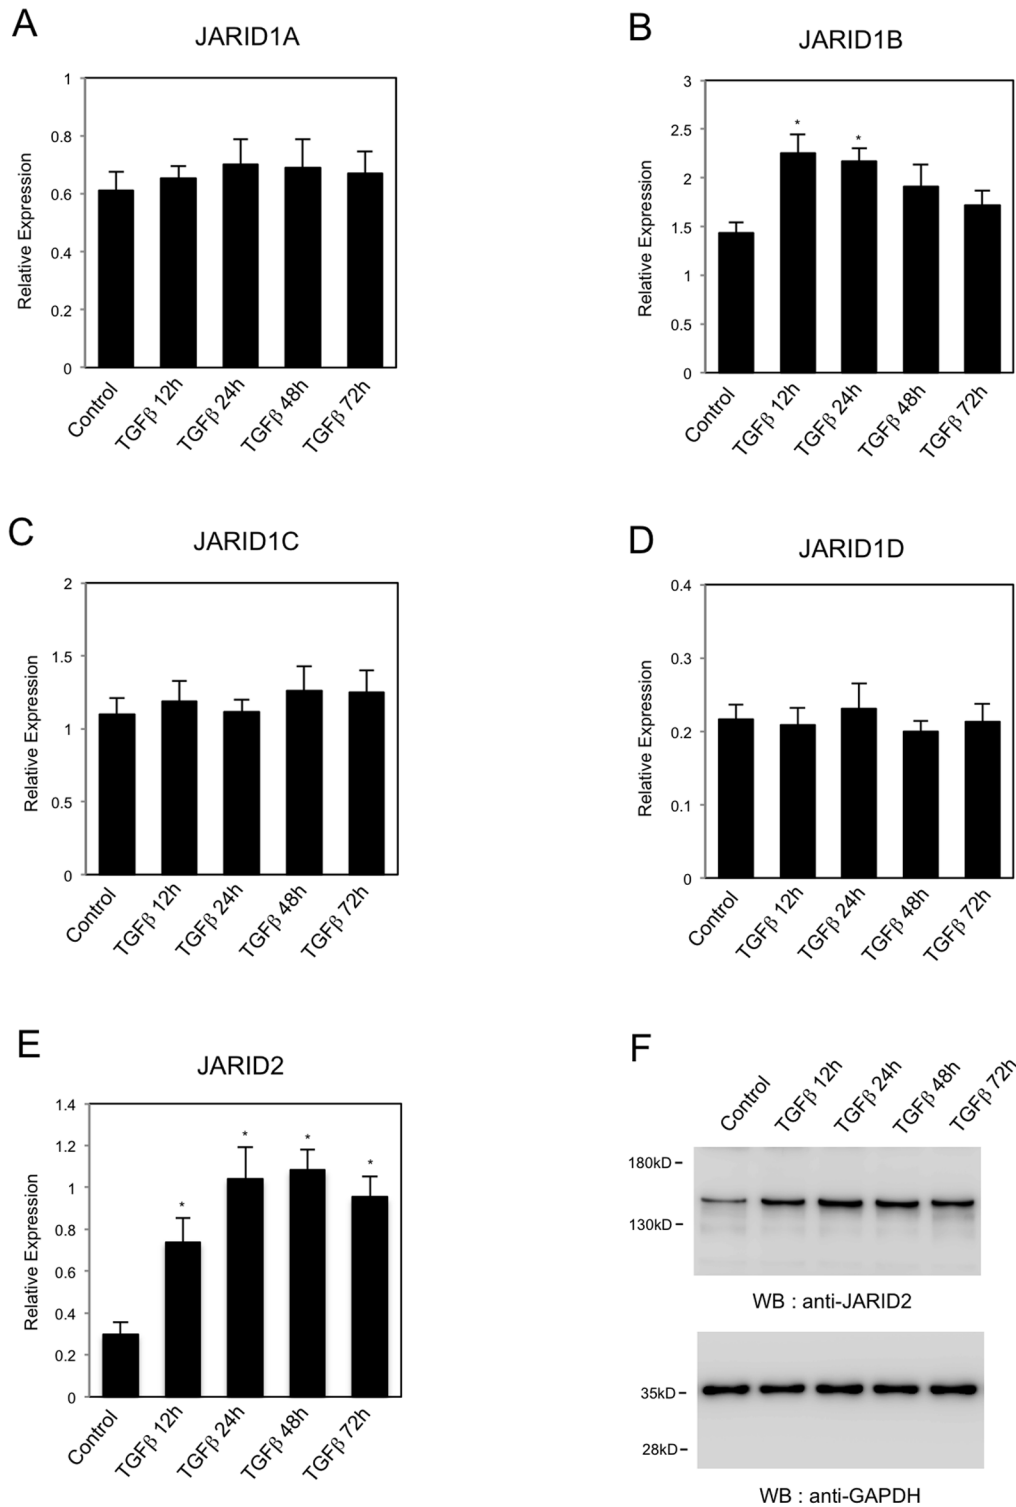 A
JARID1A
Relative Expression
1
0.8
0.6
0.4
0.2
0
Control
TGFβ 12h
TGFβ 24h
TGFβ 48h
TGFβ 72h
B
JARID1B
Relative Expression
3
2.5
2
1.5
1
0.5
0
*
*
Control
TGFβ 12h
TGFβ 24h
TGFβ 48h
TGFβ 72h
C
JARID1C
Relative Expression
2
1.5
1
0.5
0
Control
TGFβ 12h
TGFβ 24h
TGFβ 48h
TGFβ 72h
D
JARID1D
Relative Expression
0.4
0.3
0.2
0.1
0
Control
TGFβ 12h
TGFβ 24h
TGFβ 48h
TGFβ 72h
E
JARID2
Relative Expression
1.4
1.2
1
0.8
0.6
0.4
0.2
0
*
*
*
*
Control
TGFβ 12h
TGFβ 24h
TGFβ 48h
TGFβ 72h
F
Control
TGFβ 12h
TGFβ 24h
TGFβ 48h
TGFβ 72h
180kD
130kD
WB : anti-JARID2
35kD
28kD
WB : anti-GAPDH